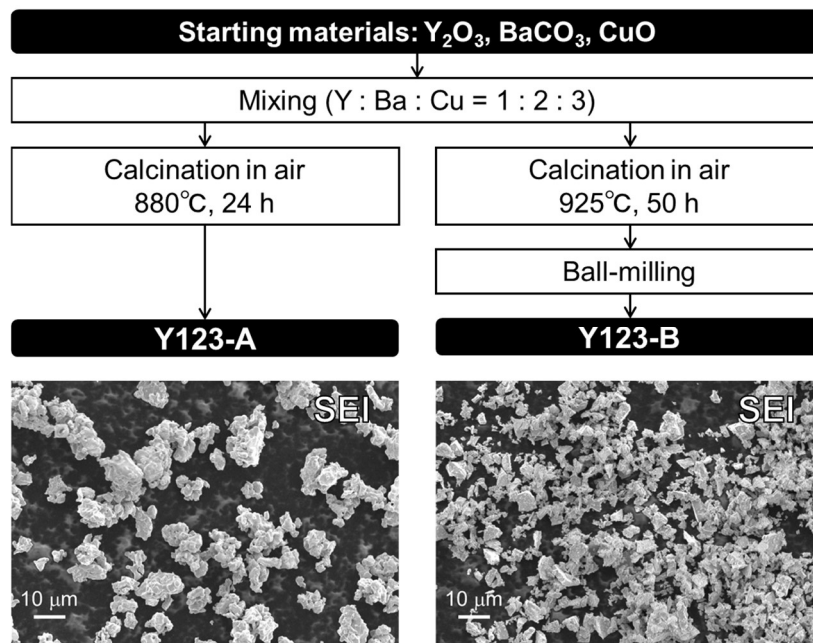 Starting materials: Y₂O₃, BaCO₃, CuO
Mixing (Y : Ba : Cu = 1 : 2 : 3)
Calcination in air
880℃, 24 h
Calcination in air
925℃, 50 h
Ball-milling
Y123-A
Y123-B
SEI
SEI
10 μm
10 μm